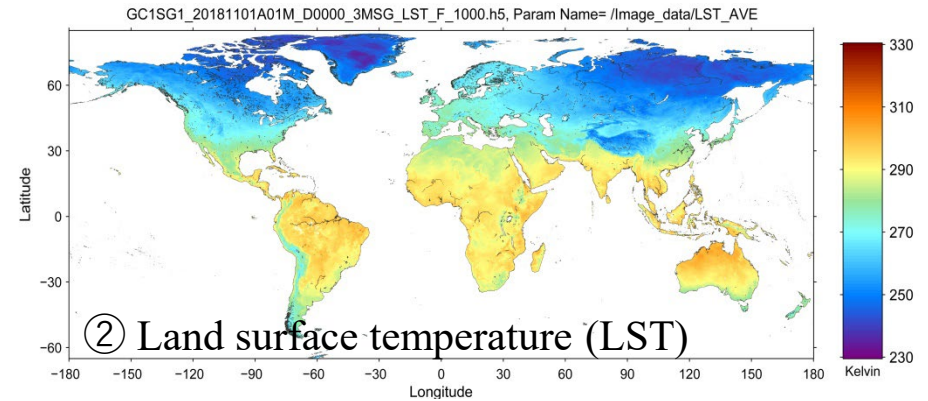 GC1SG1_20181101A01M_D0000_3MSG_LST_F_1000.h5, Param Name= /Image_data/LST_AVE
330
310
290
270
250
230
Kelvin
Latitude
60
30
0
−30
−60
② Land surface temperature (LST)
−180 −150 −120 −90 −60 −30 0 30 60 90 120 150 180
Longitude